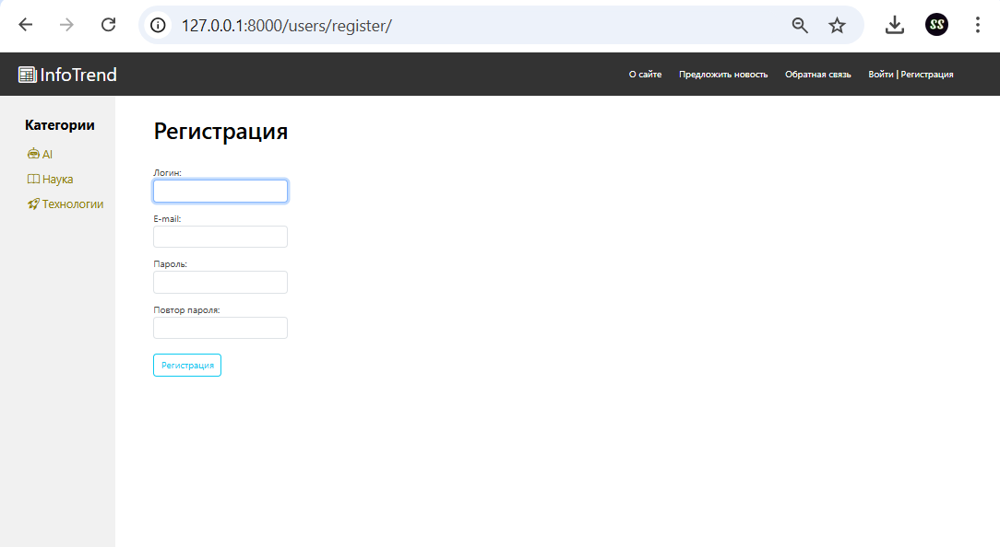 127.0.0.1:8000/users/register/
SS
InfoTrend
О сайте Предложить новость Обратная связь Войти | Регистрация
Категории
AI
Наука
Технологии
Регистрация
Логин:
E-mail:
Пароль:
Повтор пароля:
Регистрация